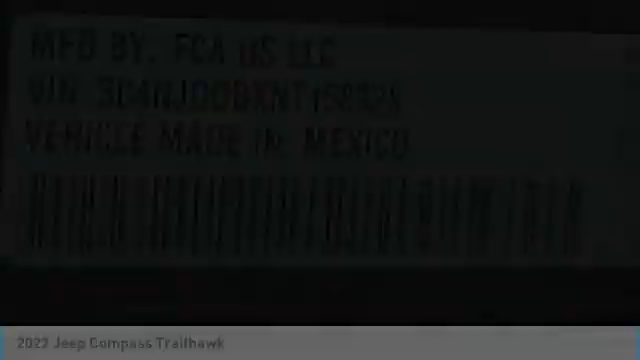 MFD BY: FCA US LLC
VIN:
VEHICLE MADE IN: MEXICO
2022 Jeep Compass Trailhawk